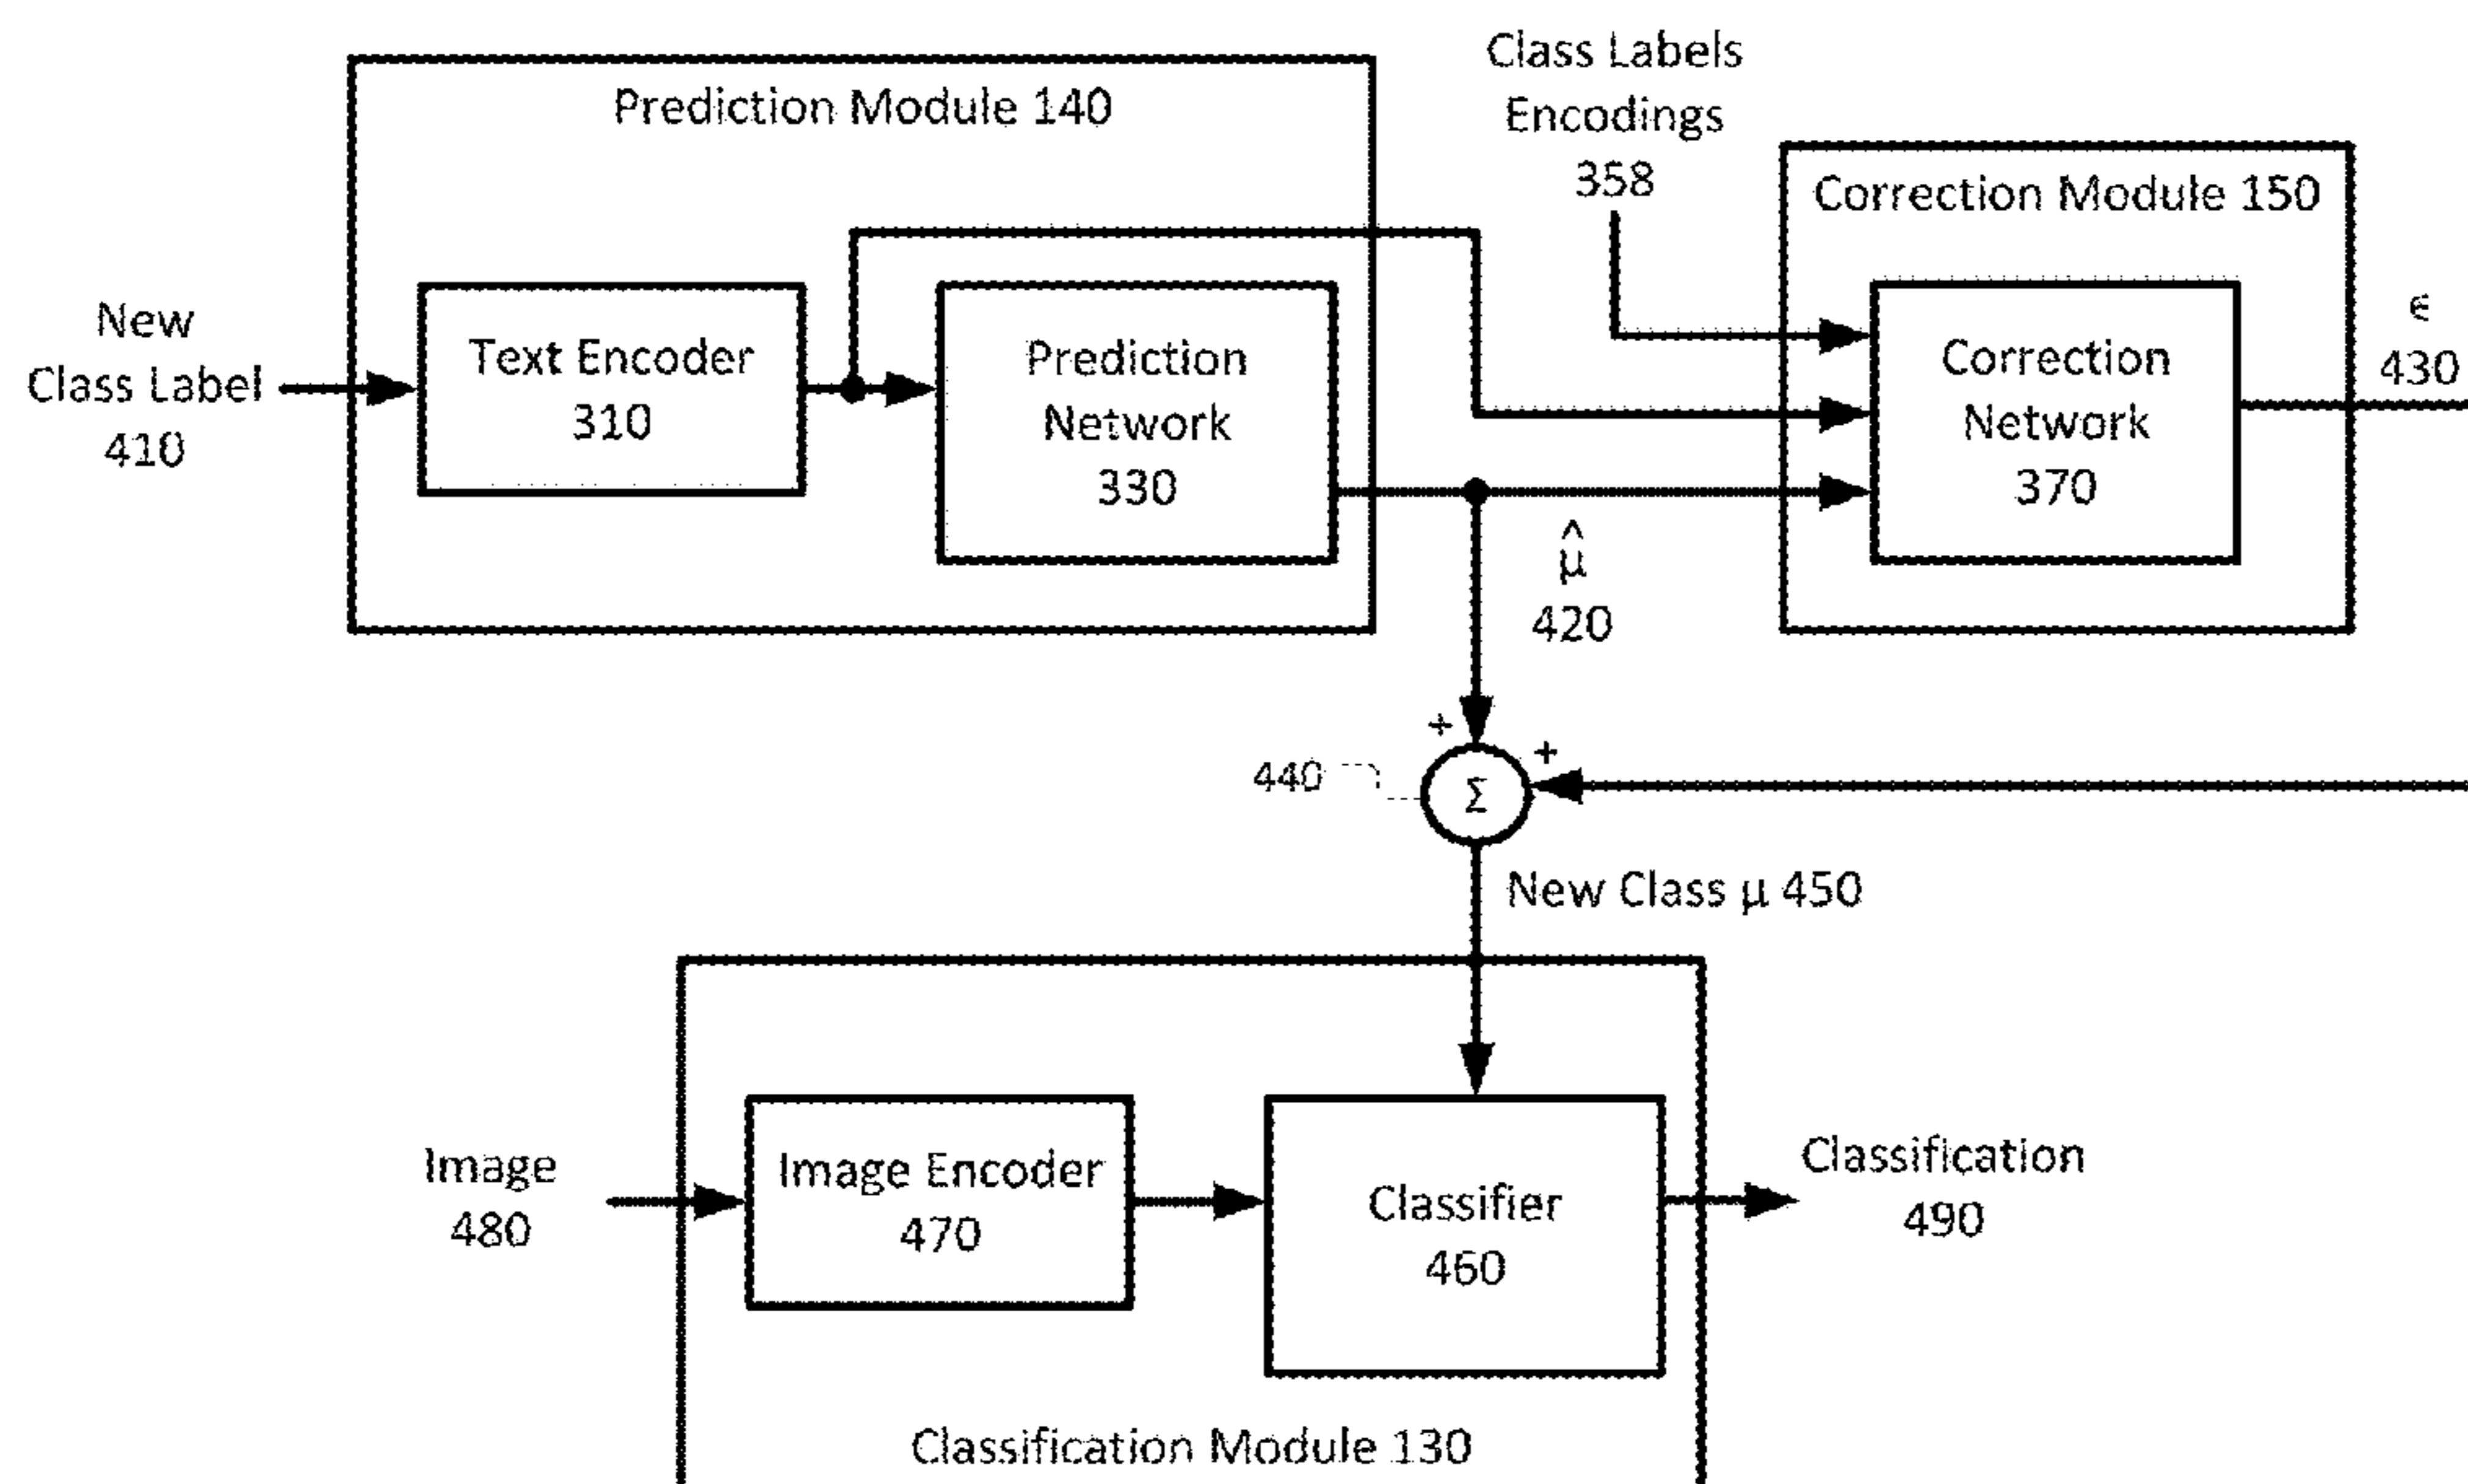 Prediction Module 140
Class Labels
Encodings
358
Correction Module 150
New
Class Label
410
Text Encoder
310
Prediction
Network
330
Correction
Network
370
ϵ
430
^
μ
420
+
+
440
Σ
New Class μ 450
Image
480
Image Encoder
470
Classifier
460
Classification
490
Classification Module 130